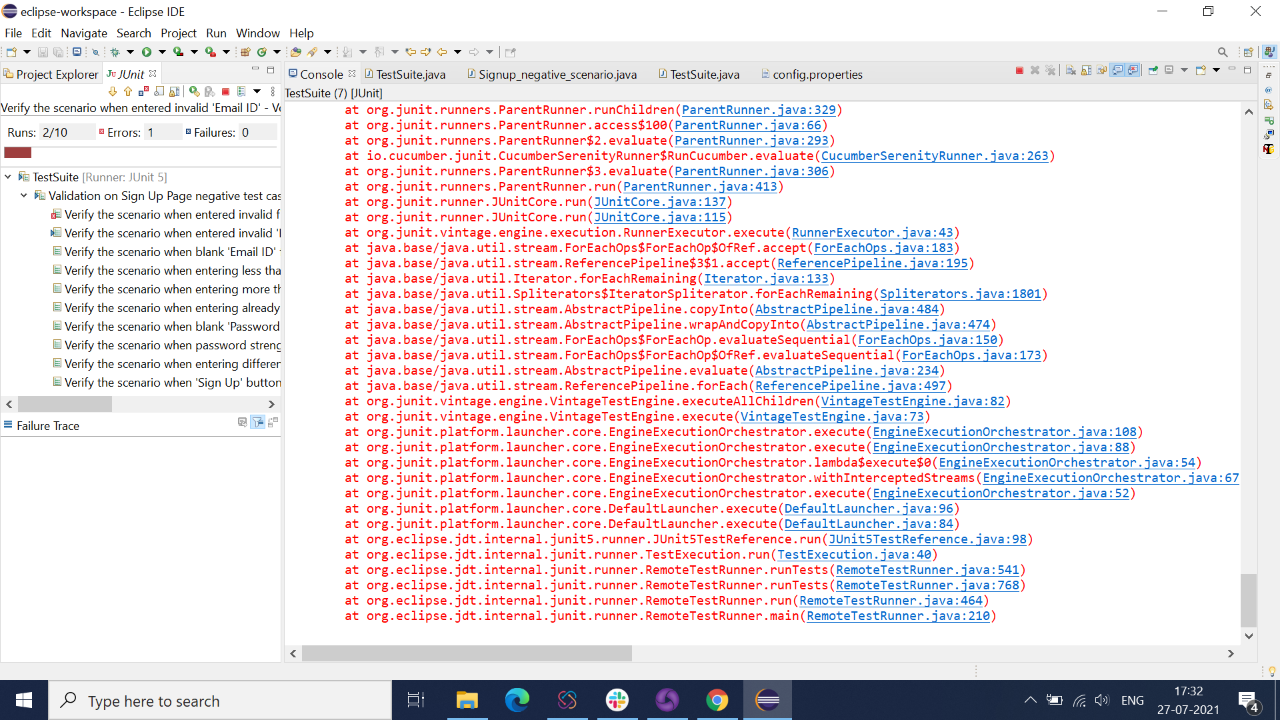 eclipse-workspace - Eclipse IDE
File Edit Navigate Search Project Run Window Help
Project Explorer JUnit
Verify the scenario when entered invalid 'Email ID' - Ve
Runs: 2/10 Errors: 1 Failures: 0
TestSuite [Runner: JUnit 5]
Validation on Sign Up Page negative test cas
Verify the scenario when entered invalid f
Verify the scenario when entered invalid 'E
Verify the scenario when blank 'Email ID'
Verify the scenario when entering less tha
Verify the scenario when entering more th
Verify the scenario when entering already
Verify the scenario when blank 'Password
Verify the scenario when password streng
Verify the scenario when entering differen
Verify the scenario when 'Sign Up' button
Failure Trace
Console TestSuite.java Signup_negative_scenario.java TestSuite.java config.properties
TestSuite (7) [JUnit]
at org.junit.runners.ParentRunner.runChildren(ParentRunner.java:329)
at org.junit.runners.ParentRunner.access$100(ParentRunner.java:66)
at org.junit.runners.ParentRunner$2.evaluate(ParentRunner.java:293)
at io.cucumber.junit.CucumberSerenityRunner$RunCucumber.evaluate(CucumberSerenityRunner.java:263)
at org.junit.runners.ParentRunner$3.evaluate(ParentRunner.java:306)
at org.junit.runners.ParentRunner.run(ParentRunner.java:413)
at org.junit.runner.JUnitCore.run(JUnitCore.java:137)
at org.junit.runner.JUnitCore.run(JUnitCore.java:115)
at org.junit.vintage.engine.execution.RunnerExecutor.execute(RunnerExecutor.java:43)
at java.base/java.util.stream.ForEachOps$ForEachOp$OfRef.accept(ForEachOps.java:183)
at java.base/java.util.stream.ReferencePipeline$3$1.accept(ReferencePipeline.java:195)
at java.base/java.util.Iterator.forEachRemaining(Iterator.java:133)
at java.base/java.util.Spliterators$IteratorSpliterator.forEachRemaining(Spliterators.java:1801)
at java.base/java.util.stream.AbstractPipeline.copyInto(AbstractPipeline.java:484)
at java.base/java.util.stream.AbstractPipeline.wrapAndCopyInto(AbstractPipeline.java:474)
at java.base/java.util.stream.ForEachOps$ForEachOp.evaluateSequential(ForEachOps.java:150)
at java.base/java.util.stream.ForEachOps$ForEachOp$OfRef.evaluateSequential(ForEachOps.java:173)
at java.base/java.util.stream.AbstractPipeline.evaluate(AbstractPipeline.java:234)
at java.base/java.util.stream.ReferencePipeline.forEach(ReferencePipeline.java:497)
at org.junit.vintage.engine.VintageTestEngine.executeAllChildren(VintageTestEngine.java:82)
at org.junit.vintage.engine.VintageTestEngine.execute(VintageTestEngine.java:73)
at org.junit.platform.launcher.core.EngineExecutionOrchestrator.execute(EngineExecutionOrchestrator.java:108)
at org.junit.platform.launcher.core.EngineExecutionOrchestrator.execute(EngineExecutionOrchestrator.java:88)
at org.junit.platform.launcher.core.EngineExecutionOrchestrator.lambda$execute$0(EngineExecutionOrchestrator.java:54)
at org.junit.platform.launcher.core.EngineExecutionOrchestrator.withInterceptedStreams(EngineExecutionOrchestrator.java:67
at org.junit.platform.launcher.core.EngineExecutionOrchestrator.execute(EngineExecutionOrchestrator.java:52)
at org.junit.platform.launcher.core.DefaultLauncher.execute(DefaultLauncher.java:96)
at org.junit.platform.launcher.core.DefaultLauncher.execute(DefaultLauncher.java:84)
at org.eclipse.jdt.internal.junit5.runner.JUnit5TestReference.run(JUnit5TestReference.java:98)
at org.eclipse.jdt.internal.junit.runner.TestExecution.run(TestExecution.java:40)
at org.eclipse.jdt.internal.junit.runner.RemoteTestRunner.runTests(RemoteTestRunner.java:541)
at org.eclipse.jdt.internal.junit.runner.RemoteTestRunner.runTests(RemoteTestRunner.java:768)
at org.eclipse.jdt.internal.junit.runner.RemoteTestRunner.run(RemoteTestRunner.java:464)
at org.eclipse.jdt.internal.junit.runner.RemoteTestRunner.main(RemoteTestRunner.java:210)
Type here to search
ENG
17:32
27-07-2021
4